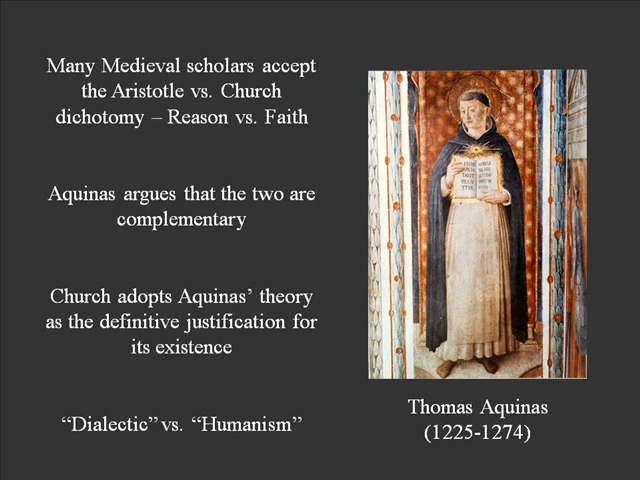 Many Medieval scholars accept
the Aristotle vs. Church
dichotomy – Reason vs. Faith
Aquinas argues that the two are
complementary
Church adopts Aquinas’ theory
as the definitive justification for
its existence
“Dialectic” vs. “Humanism”
Thomas Aquinas
(1225-1274)